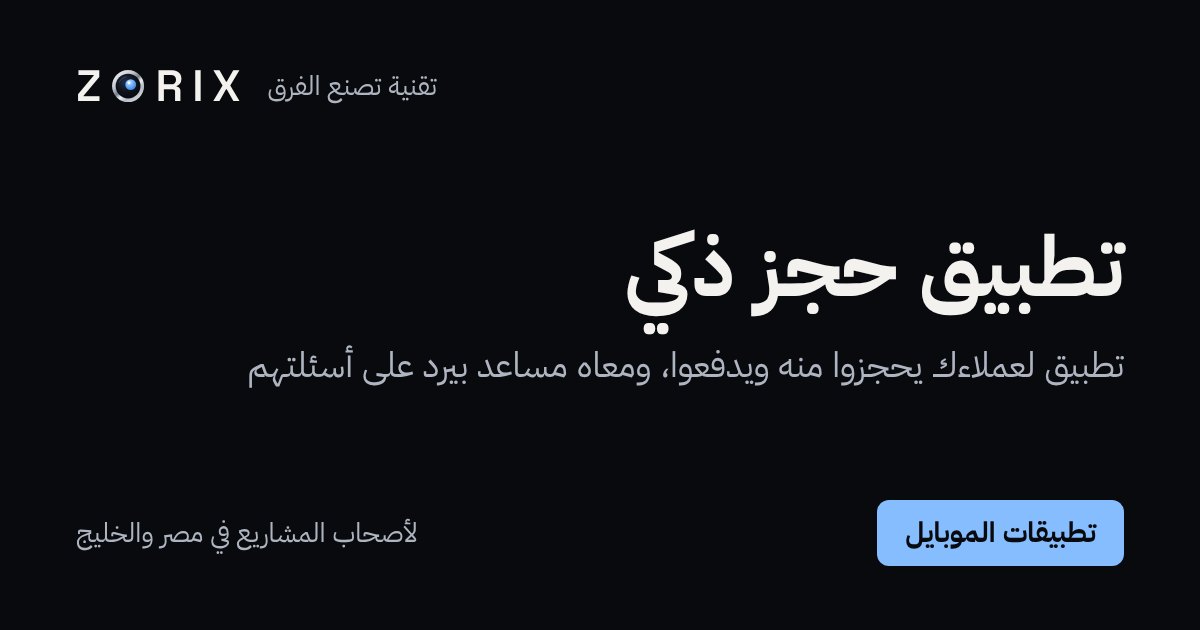 ZORIX تقنية تصنع الفرق
تطبيق حجز ذكي
تطبيق لعملاءك يحجزوا منه ويدفعوا، ومعاه مساعد بيرد على أسئلتهم
تطبيقات الموبايل
لأصحاب المشاريع في مصر والخليج